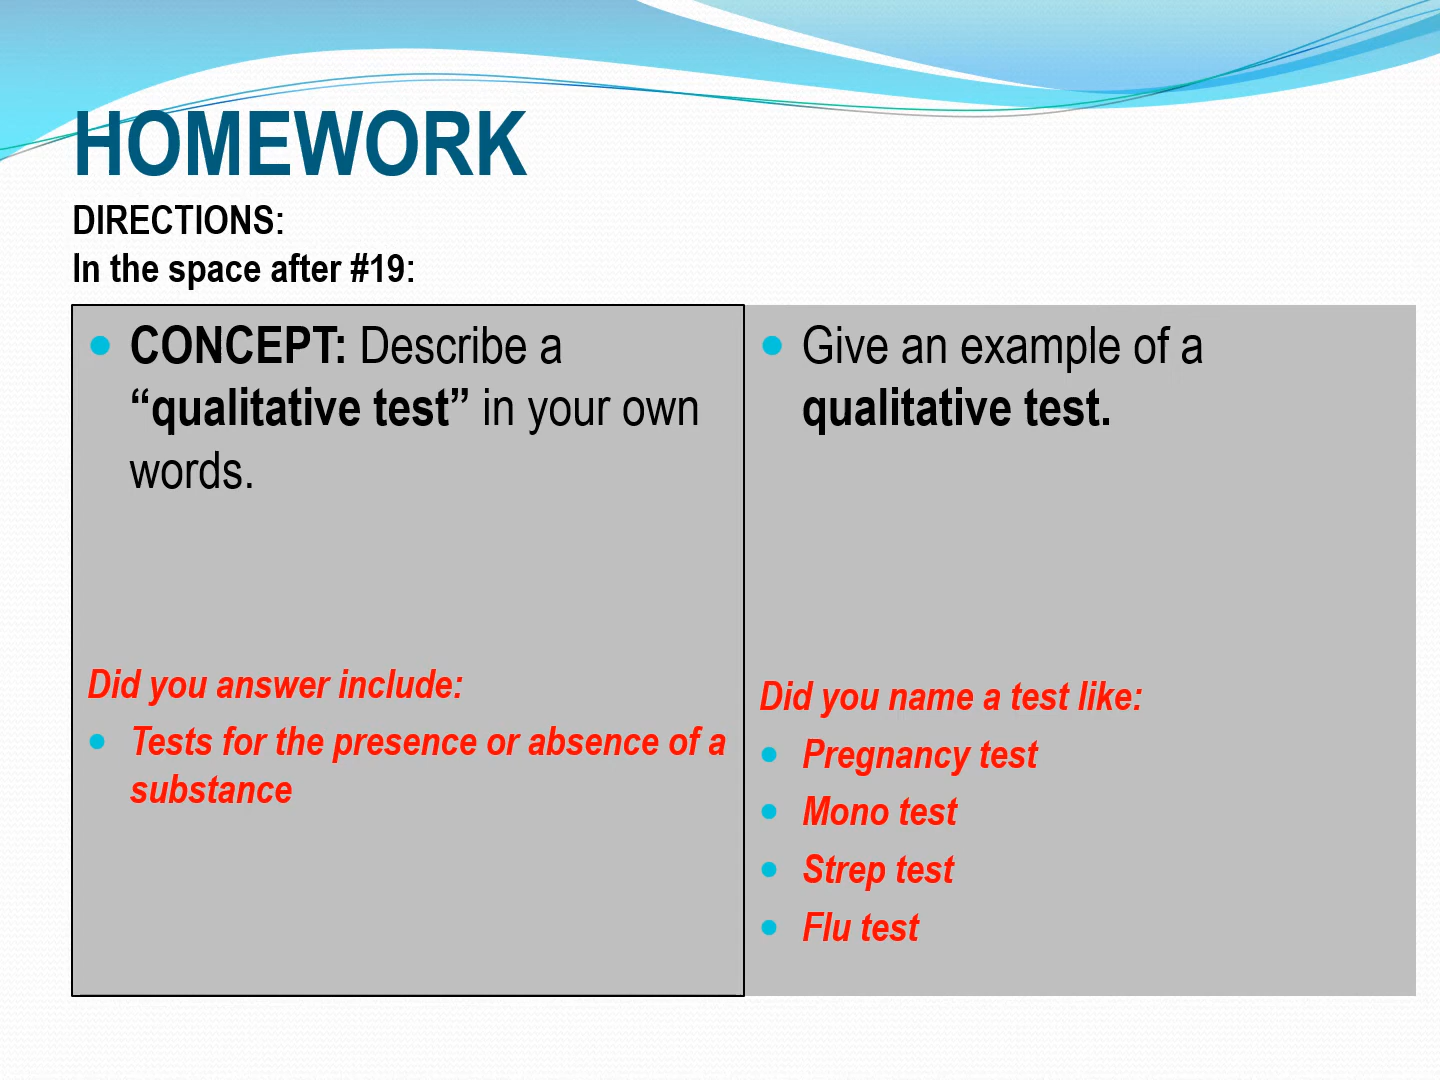 HOMEWORK
DIRECTIONS:
In the space after #19:
CONCEPT: Describe a
“qualitative test” in your own
words.
Did you answer include:
Tests for the presence or absence of a
substance
Give an example of a
qualitative test.
Did you name a test like:
Pregnancy test
Mono test
Strep test
Flu test